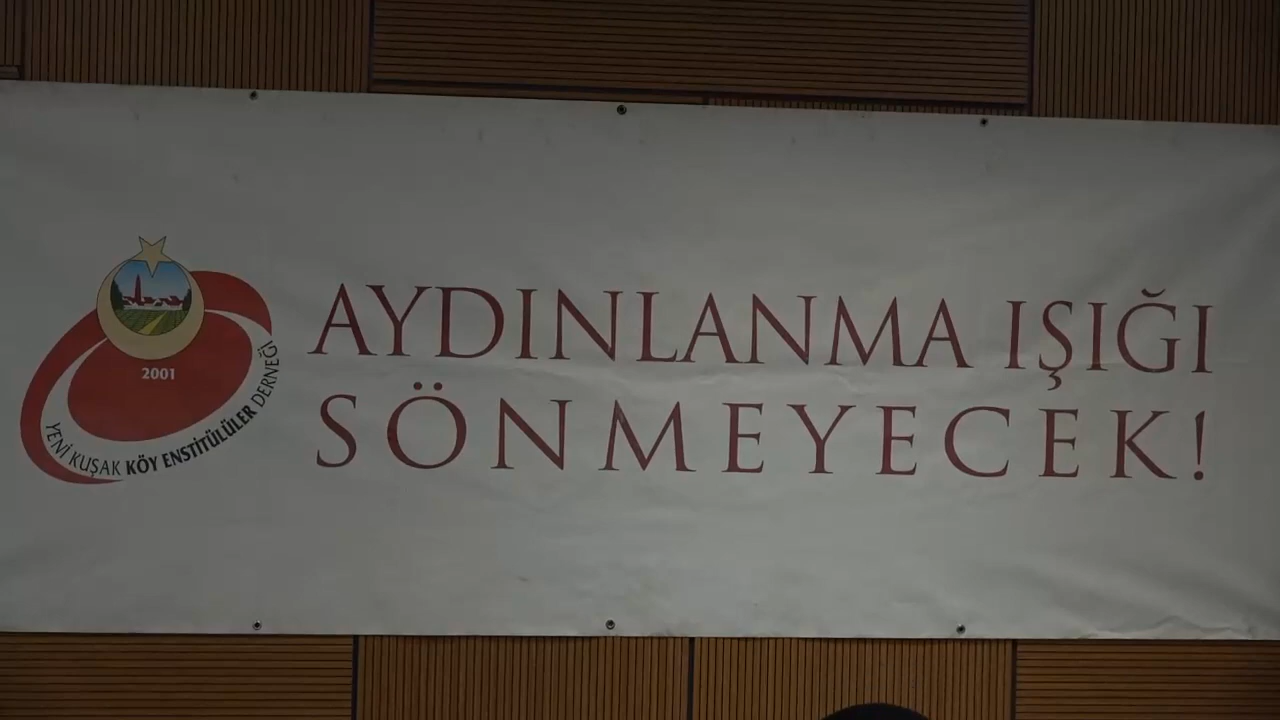 2001
YENİ KUŞAK KÖY ENSTİTÜLÜLER DERNEĞİ
AYDINLANMA IŞIĞI
SÖNMEYECEK!